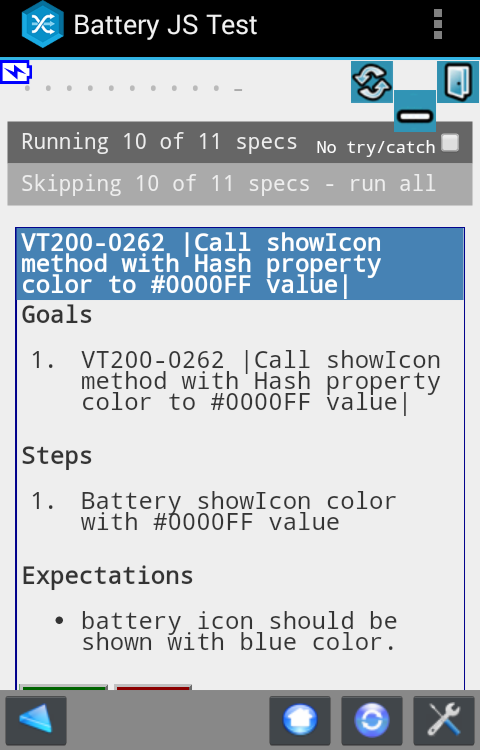 Battery JS Test
Running 10 of 11 specs
No try/catch
Skipping 10 of 11 specs - run all
VT200-0262 |Call showIcon
method with Hash property
color to #0000FF value|
Goals
1. VT200-0262 |Call showIcon
method with Hash property
color to #0000FF value|
Steps
1. Battery showIcon color
with #0000FF value
Expectations
• battery icon should be
shown with blue color.